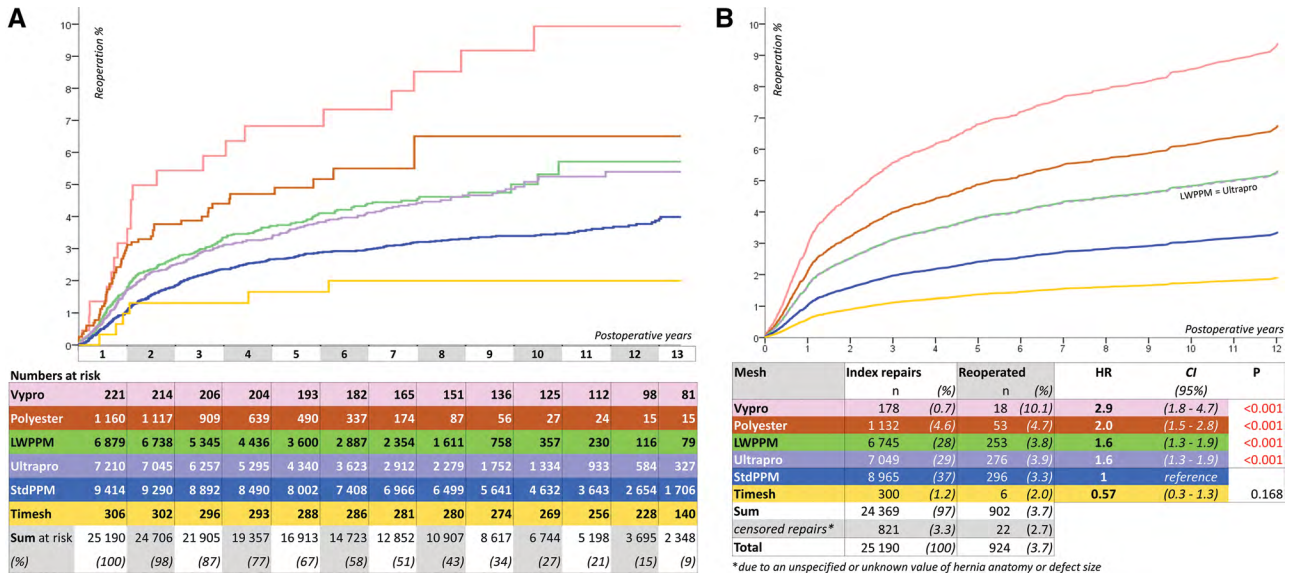 A
Reoperation %
10
9
8
7
6
5
4
3
2
1
0
Postoperative years
1 2 3 4 5 6 7 8 9 10 11 12 13
Numbers at risk
Vypro 221 214 206 204 193 182 165 151 136 125 112 98 81
Polyester 1 160 1 117 909 639 490 337 174 87 56 27 24 15 15
LWPPM 6 879 6 738 5 345 4 436 3 600 2 887 2 354 1 611 758 357 230 116 79
Ultrapro 7 210 7 045 6 257 5 295 4 340 3 623 2 912 2 279 1 752 1 334 933 584 327
StdPPM 9 414 9 290 8 892 8 490 8 002 7 408 6 966 6 499 5 641 4 632 3 643 2 654 1 706
Timesh 306 302 296 293 288 286 281 280 274 269 256 228 140
Sum at risk 25 190 24 706 21 905 19 357 16 913 14 723 12 852 10 907 8 617 6 744 5 198 3 695 2 348
(%) (100) (98) (87) (77) (67) (58) (51) (43) (34) (27) (21) (15) (9)
B
Reoperation %
10
9
8
7
6
5
4
3
2
1
0
LWPPM = Ultrapro
Postoperative years
0 1 2 3 4 5 6 7 8 9 10 11 12
Mesh Index repairs Reoperated HR CI P
n (%) n (%) (95%)
Vypro 178 (0.7) 18 (10.1) 2.9 (1.8 - 4.7) <0.001
Polyester 1 132 (4.6) 53 (4.7) 2.0 (1.5 - 2.8) <0.001
LWPPM 6 745 (28) 253 (3.8) 1.6 (1.3 - 1.9) <0.001
Ultrapro 7 049 (29) 276 (3.9) 1.6 (1.3 - 1.9) <0.001
StdPPM 8 965 (37) 296 (3.3) 1 reference
Timesh 300 (1.2) 6 (2.0) 0.57 (0.3 - 1.3) 0.168
Sum 24 369 (97) 902 (3.7)
censored repairs* 821 (3.3) 22 (2.7)
Total 25 190 (100) 924 (3.7)
*due to an unspecified or unknown value of hernia anatomy or defect size